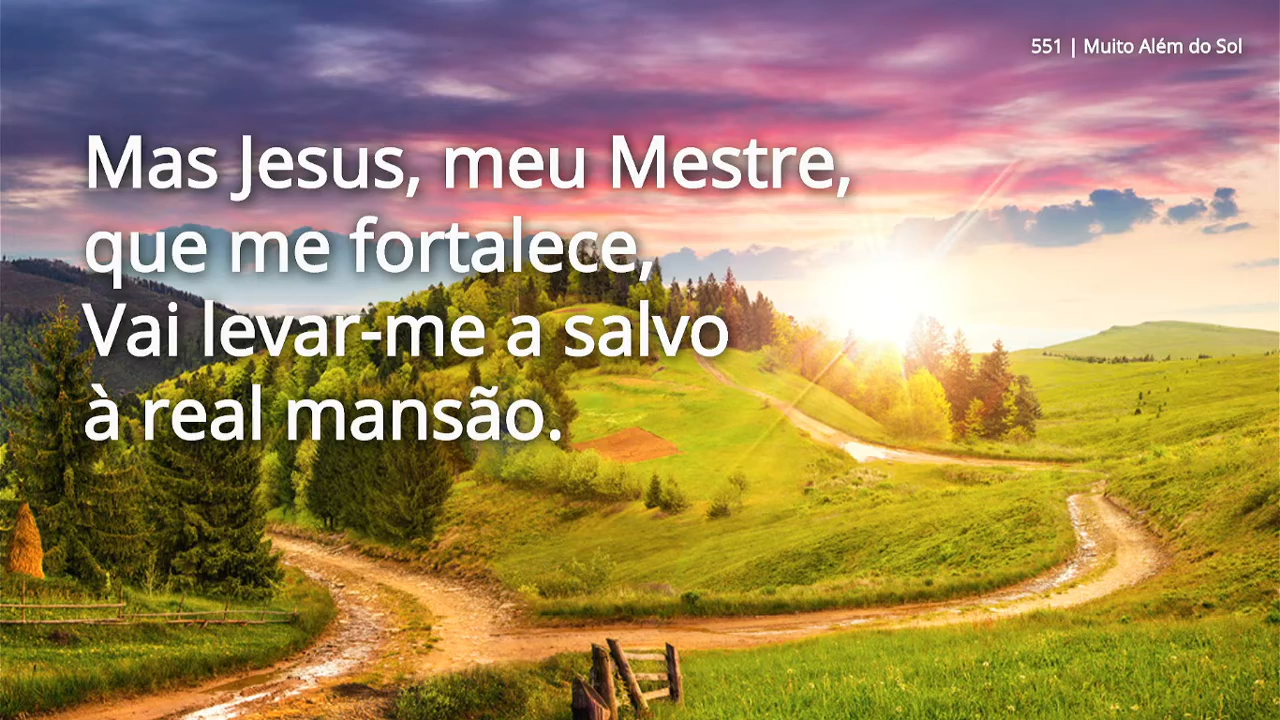 551 | Muito Além do Sol
Mas Jesus, meu Mestre,
que me fortalece,
Vai levar-me a salvo
à real mansão.